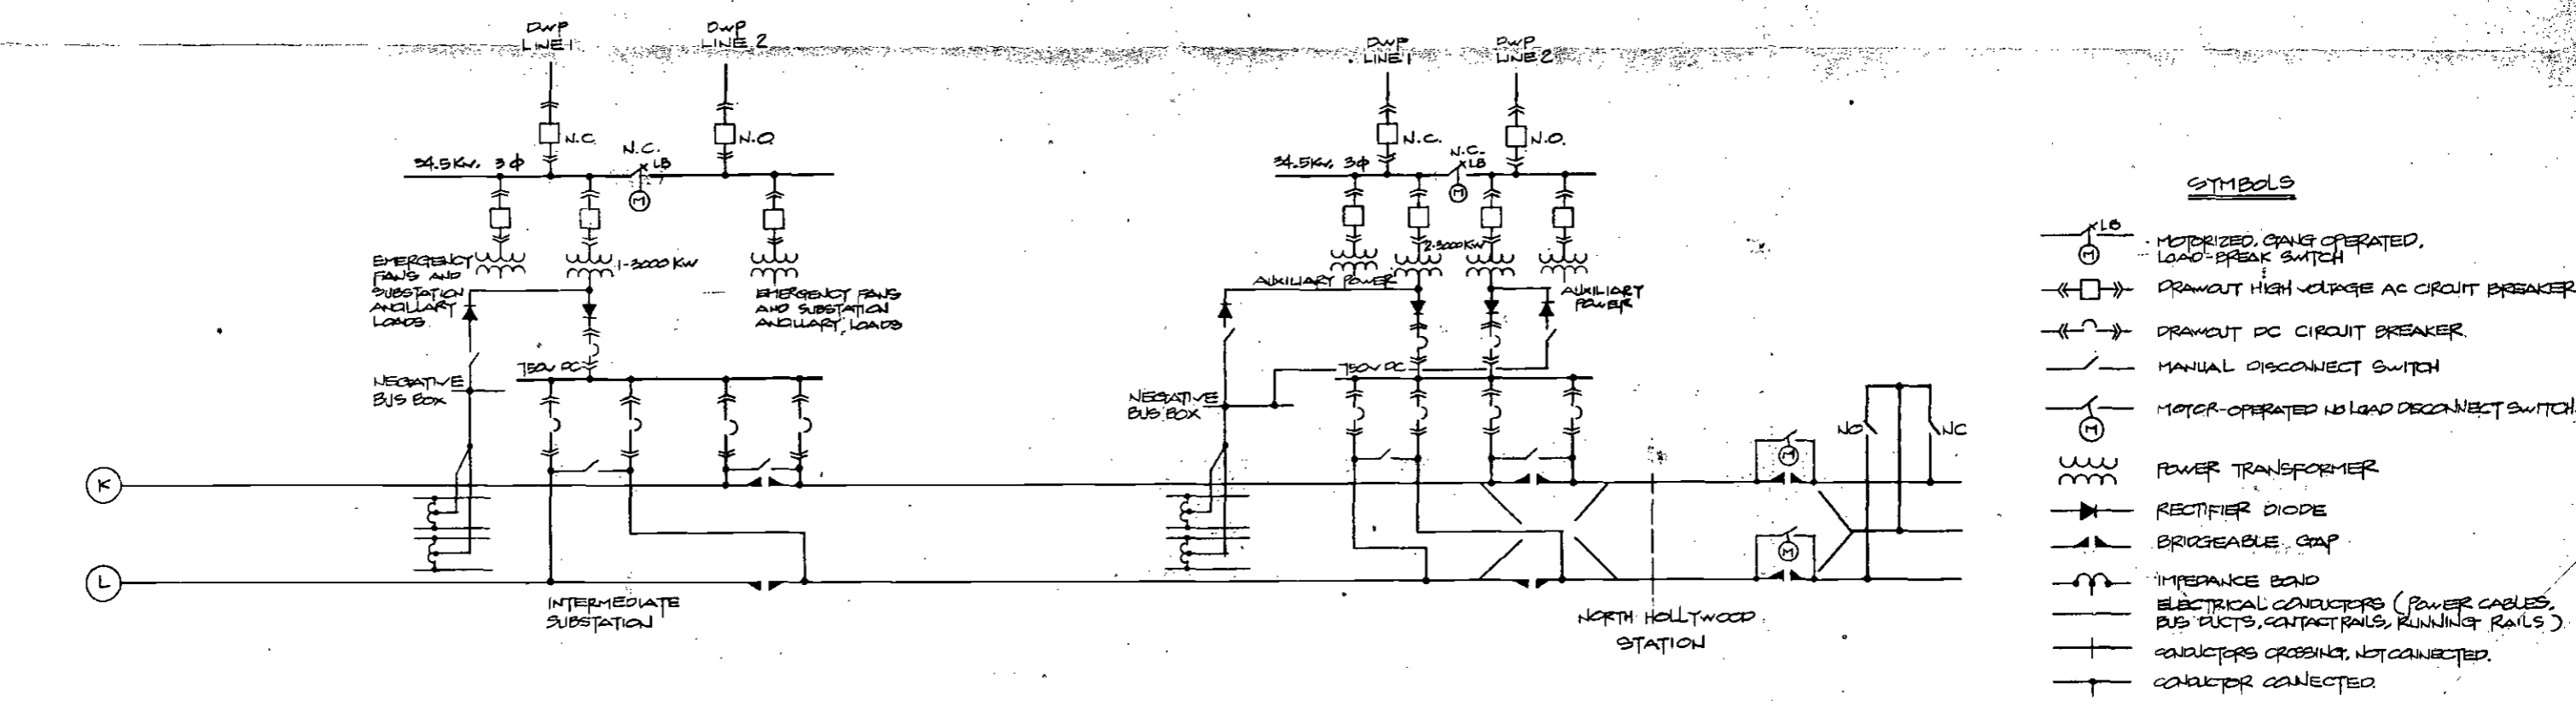 DWP
LINE 1
DWP
LINE 2
N.C.
N.O.
34.5KV. 3Φ
N.C.
LB
M
EMERGENCY
FANS AND
SUBSTATION
ANCILLARY
LOADS
1-3000 KW
EMERGENCY FANS
AND SUBSTATION
ANCILLARY LOADS
750V DC
NEGATIVE
BUS BOX
INTERMEDIATE
SUBSTATION
K
L
DWP
LINE 1
DWP
LINE 2
N.C.
N.O.
34.5KV. 3Φ
N.C.
LB
M
2-3000KW
AUXILIARY POWER
AUXILIARY
POWER
750V DC
NEGATIVE
BUS BOX
M
M
NO
NC
NORTH HOLLYWOOD
STATION
SYMBOLS
LB
M
MOTORIZED, GANG OPERATED,
LOAD-BREAK SWITCH
DRAWOUT HIGH VOLTAGE AC CIRCUIT BREAKER
DRAWOUT DC CIRCUIT BREAKER.
MANUAL DISCONNECT SWITCH
M
MOTOR-OPERATED NO LOAD DISCONNECT SWITCH
POWER TRANSFORMER
RECTIFIER DIODE
BRIDGEABLE GAP
IMPEDANCE BOND
ELECTRICAL CONDUCTORS (POWER CABLES,
BUS DUCTS, CONTACT RAILS, RUNNING RAILS)
CONDUCTORS CROSSING, NOT CONNECTED.
CONDUCTOR CONNECTED.